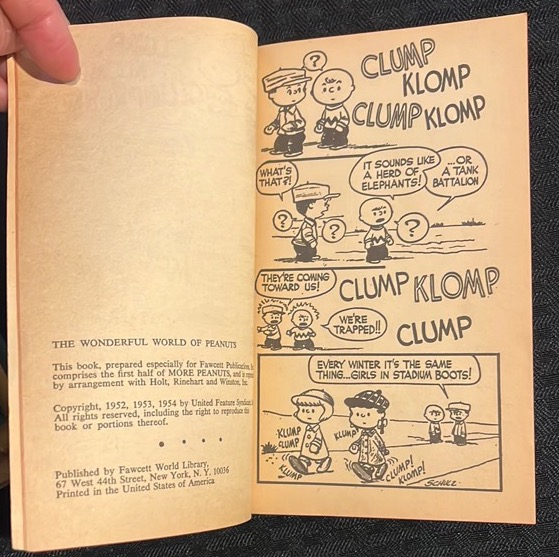 THE WONDERFUL WORLD OF PEANUTS
This book, prepared especially for Fawcett Publications,
comprises the first half of MORE PEANUTS, and is
by arrangement with Holt, Rinehart and Winston, Inc.
Copyright, 1952, 1953, 1954 by United Feature Syndicate
All rights reserved, including the right to reproduce this
book or portions thereof.
Published by Fawcett World Library,
67 West 44th Street, New York, N. Y. 10036
Printed in the United States of America
?
CLUMP
KLOMP
CLUMP KLOMP
WHAT'S
THAT?!
IT SOUNDS LIKE
A HERD OF
ELEPHANTS!
...OR
A TANK
BATTALION
?
?
?
THEY'RE COMING
TOWARD US!
CLUMP KLOMP
WE'RE
TRAPPED!!
CLUMP
EVERY WINTER IT'S THE SAME
THING...GIRLS IN STADIUM BOOTS!
KLUMP
CLUMP
KLUMP
KLUMP
CLUMP!
KLOMP!
SCHULZ